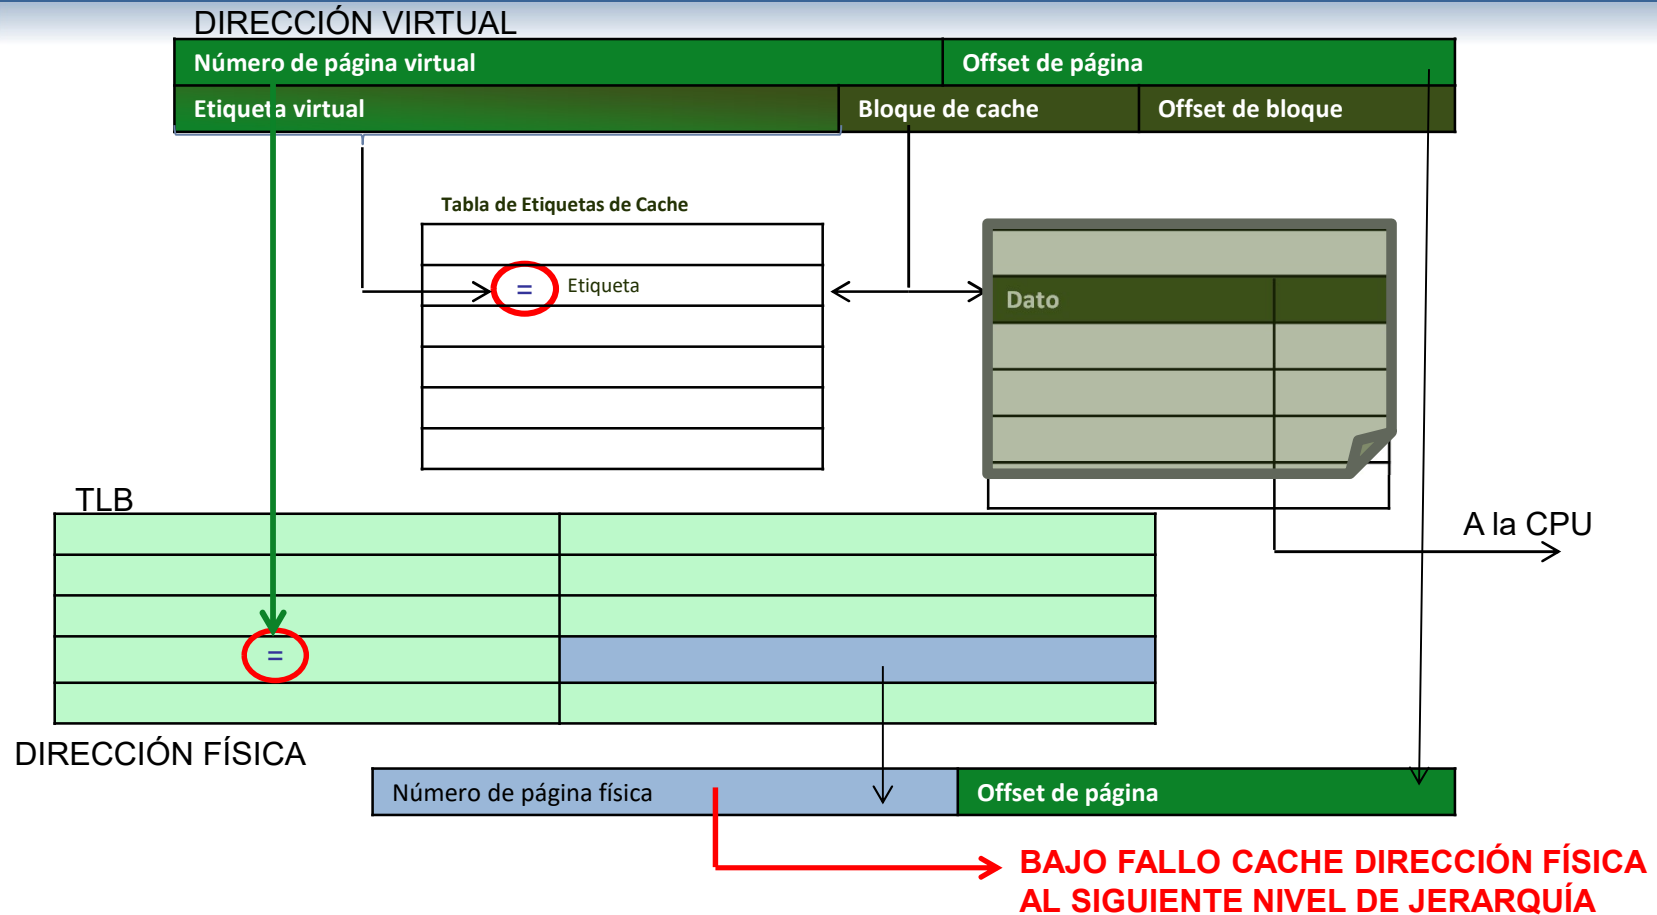 DIRECCIÓN VIRTUAL
Número de página virtual
Offset de página
Etiqueta virtual
Bloque de cache
Offset de bloque
Tabla de Etiquetas de Cache
=
Etiqueta
Dato
TLB
A la CPU
=
DIRECCIÓN FÍSICA
Número de página física
Offset de página
BAJO FALLO CACHE DIRECCIÓN FÍSICA
AL SIGUIENTE NIVEL DE JERARQUÍA